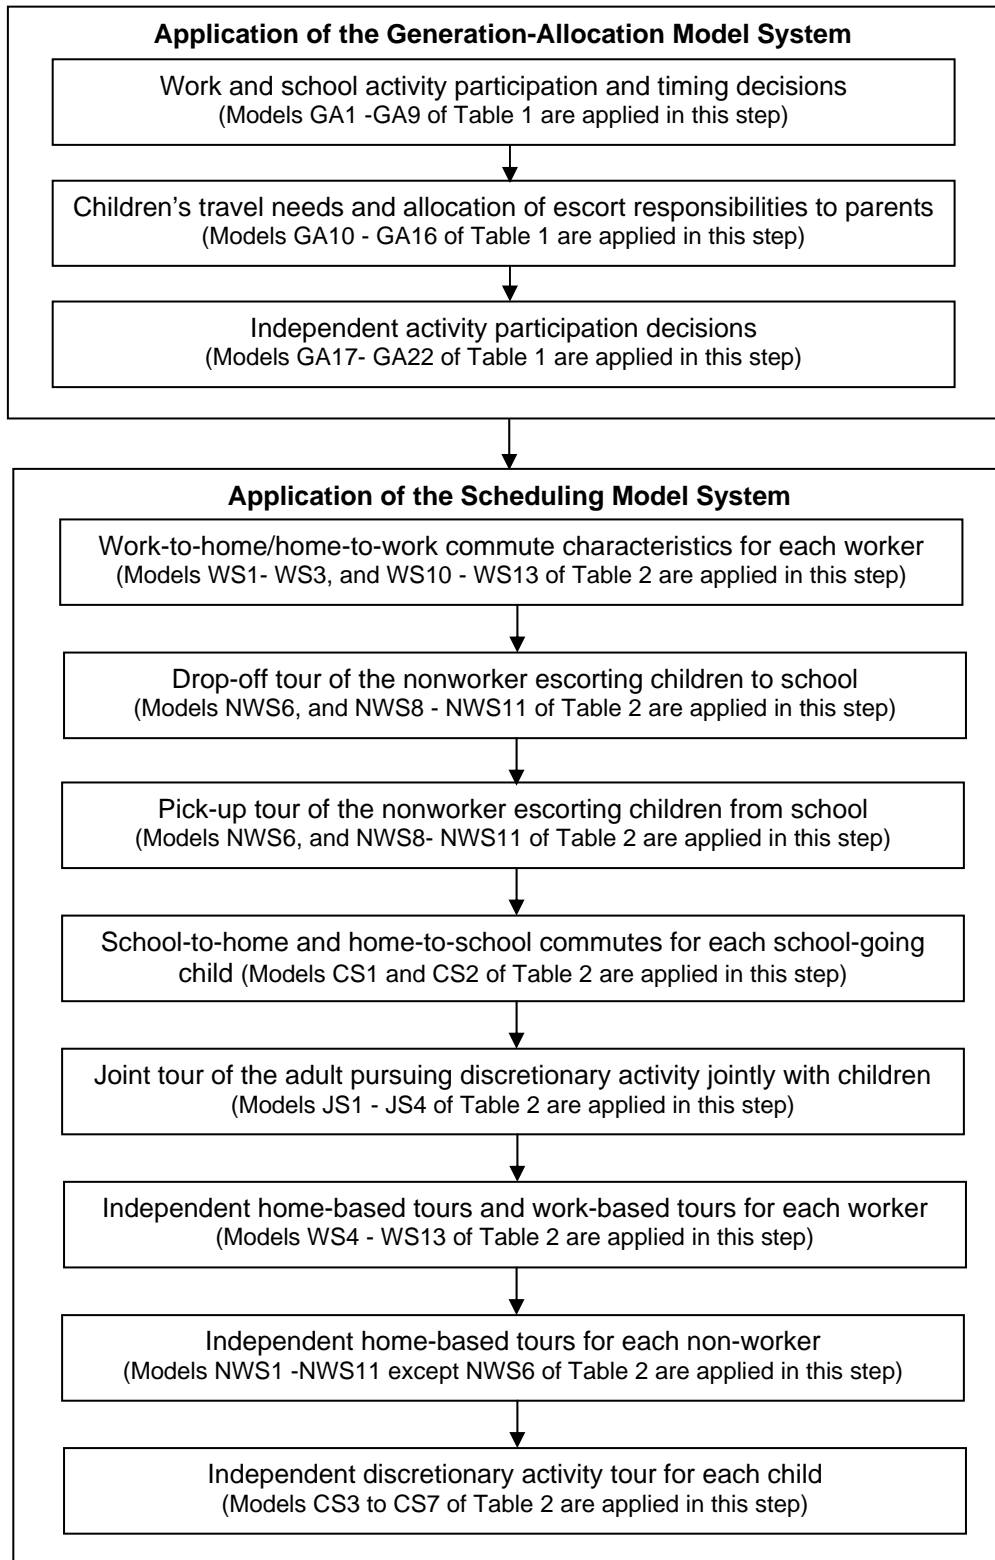 Application of the Generation-Allocation Model System
Work and school activity participation and timing decisions
(Models GA1 -GA9 of Table 1 are applied in this step)
Children's travel needs and allocation of escort responsibilities to parents
(Models GA10 - GA16 of Table 1 are applied in this step)
Independent activity participation decisions
(Models GA17- GA22 of Table 1 are applied in this step)
Application of the Scheduling Model System
Work-to-home/home-to-work commute characteristics for each worker
(Models WS1- WS3, and WS10 - WS13 of Table 2 are applied in this step)
Drop-off tour of the nonworker escorting children to school
(Models NWS6, and NWS8 - NWS11 of Table 2 are applied in this step)
Pick-up tour of the nonworker escorting children from school
(Models NWS6, and NWS8- NWS11 of Table 2 are applied in this step)
School-to-home and home-to-school commutes for each school-going
child (Models CS1 and CS2 of Table 2 are applied in this step)
Joint tour of the adult pursuing discretionary activity jointly with children
(Models JS1 - JS4 of Table 2 are applied in this step)
Independent home-based tours and work-based tours for each worker
(Models WS4 - WS13 of Table 2 are applied in this step)
Independent home-based tours for each non-worker
(Models NWS1 -NWS11 except NWS6 of Table 2 are applied in this step)
Independent discretionary activity tour for each child
(Models CS3 to CS7 of Table 2 are applied in this step)